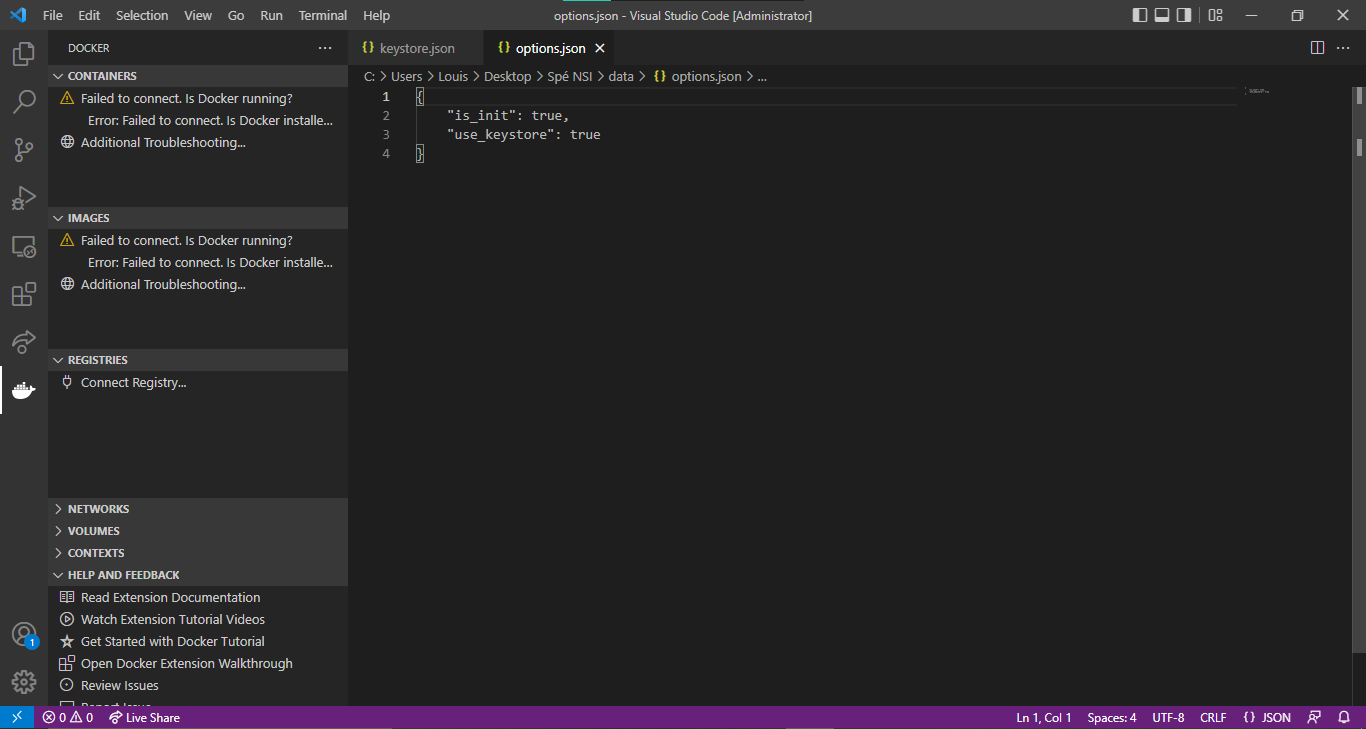 File Edit Selection View Go Run Terminal Help options.json - Visual Studio Code [Administrator]
DOCKER
keystore.json
options.json
C: > Users > Louis > Desktop > Spé NSI > data > {} options.json > ...
CONTAINERS
Failed to connect. Is Docker running?
Error: Failed to connect. Is Docker installe...
Additional Troubleshooting...
IMAGES
Failed to connect. Is Docker running?
Error: Failed to connect. Is Docker installe...
Additional Troubleshooting...
REGISTRIES
Connect Registry...
NETWORKS
VOLUMES
CONTEXTS
HELP AND FEEDBACK
Read Extension Documentation
Watch Extension Tutorial Videos
Get Started with Docker Tutorial
Open Docker Extension Walkthrough
Review Issues
Report Issue
1 {
2 "is_init": true,
3 "use_keystore": true
4 }
1
0 0 Live Share
Ln 1, Col 1 Spaces: 4 UTF-8 CRLF {} JSON